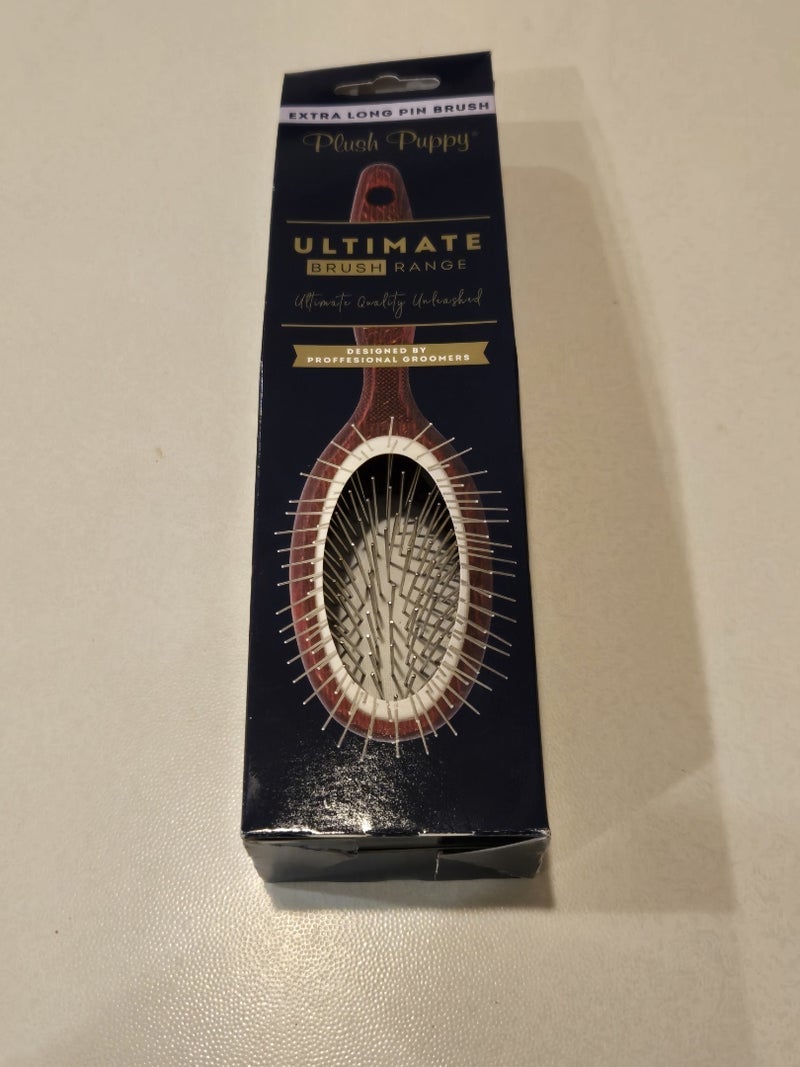 EXTRA LONG PIN BRUSH
Plush Puppy®
ULTIMATE
BRUSH RANGE
Ultimate Quality Unleashed
DESIGNED BY
PROFFESIONAL GROOMERS